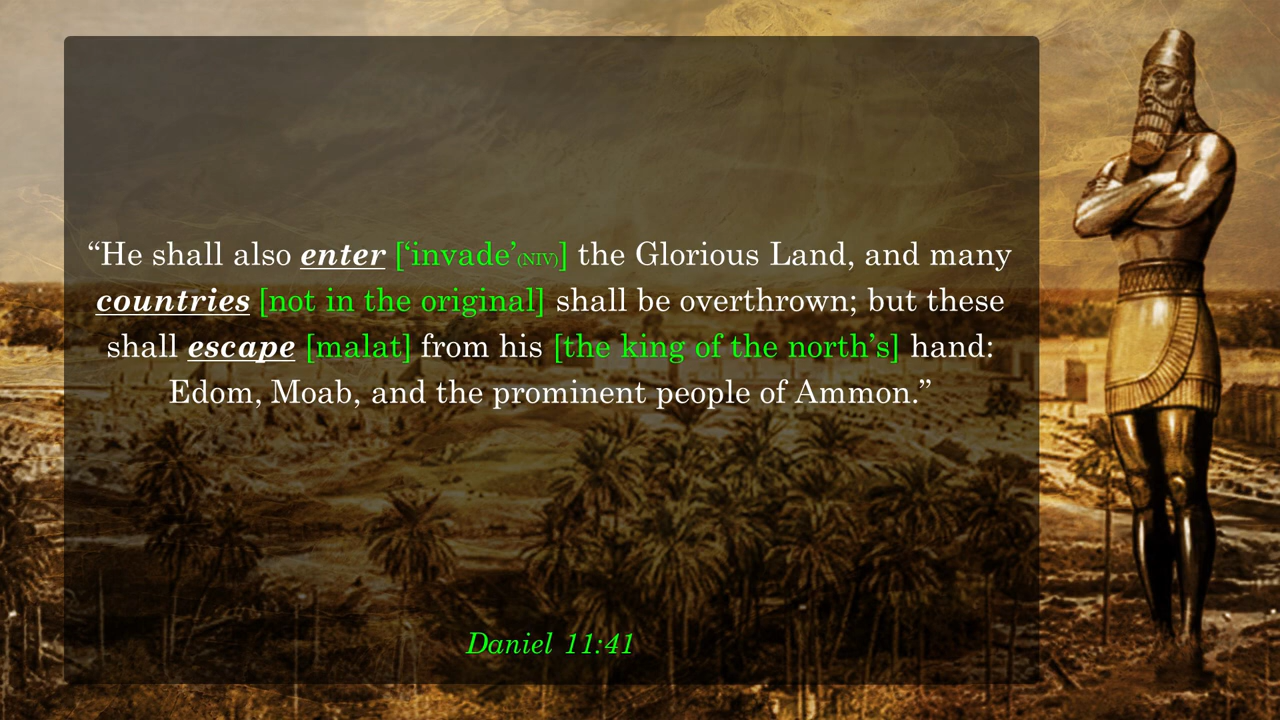 “He shall also enter [‘invade’(NIV)] the Glorious Land, and many
countries [not in the original] shall be overthrown; but these
shall escape [malat] from his [the king of the north’s] hand:
Edom, Moab, and the prominent people of Ammon.”
Daniel 11:41